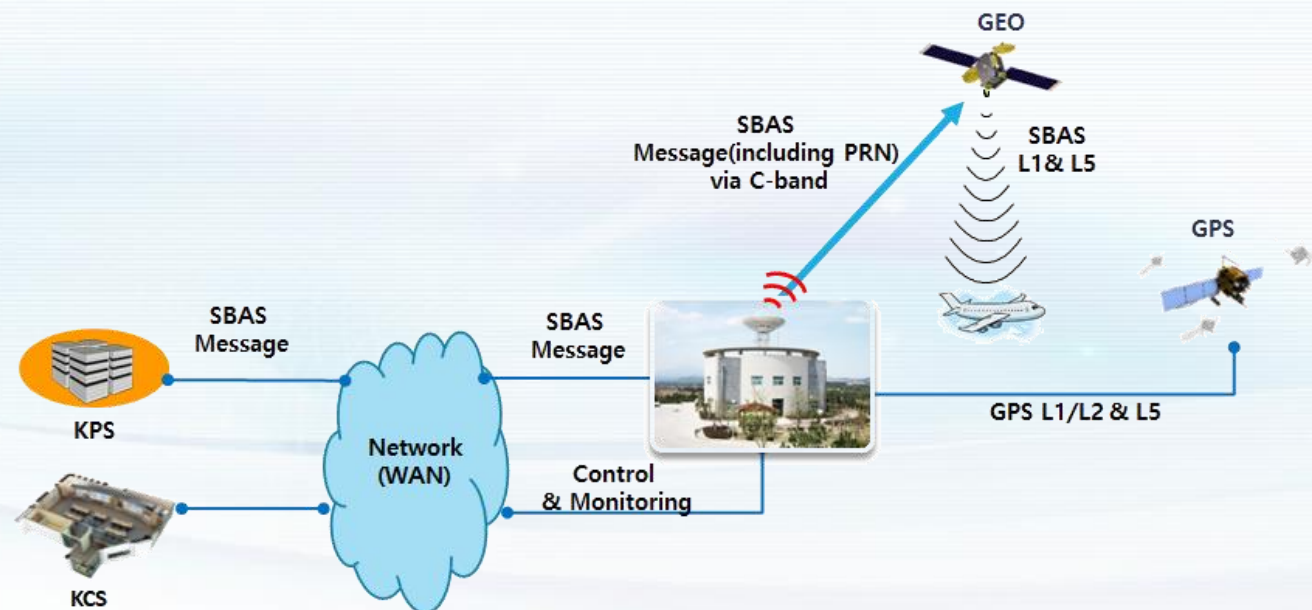 GEO
SBAS
Message(including PRN)
via C-band
SBAS
L1& L5
GPS
SBAS
Message
SBAS
Message
KPS
Network
(WAN)
GPS L1/L2 & L5
Control
& Monitoring
KCS